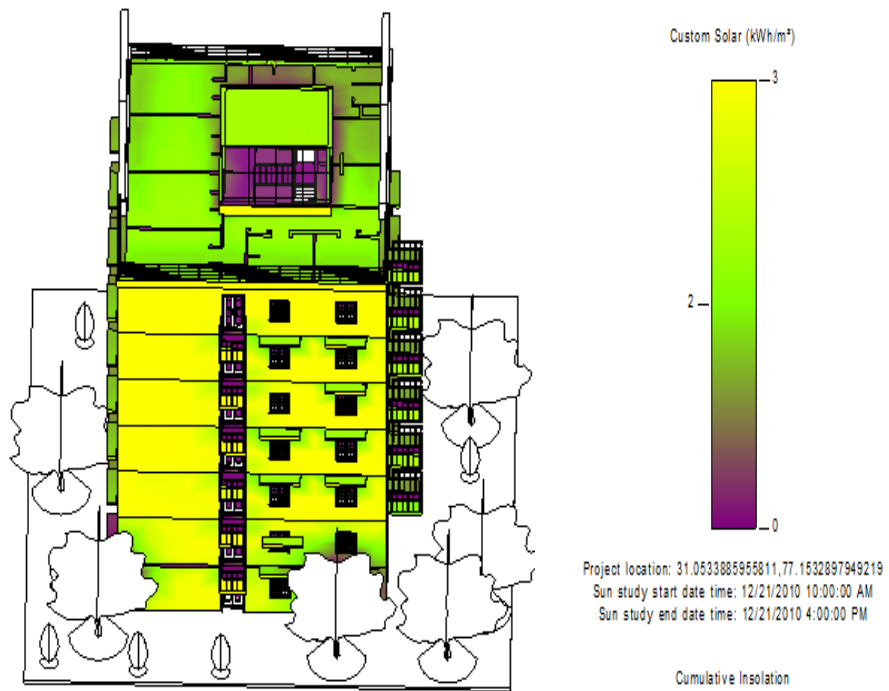 Custom Solar (kWh/m²)
3
2
0
Project location: 31.0533885955811,77.1532897949219
Sun study start date time: 12/21/2010 10:00:00 AM
Sun study end date time: 12/21/2010 4:00:00 PM
Cumulative Insolation